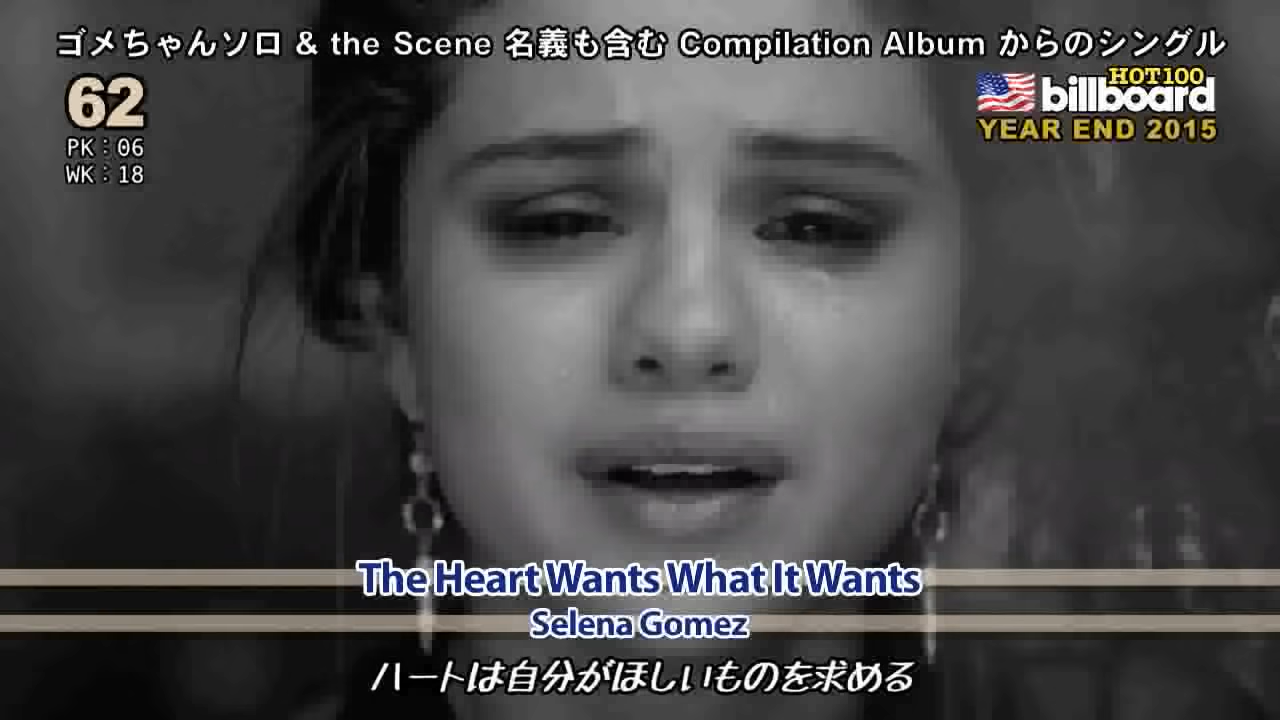 ゴメちゃんソロ & the Scene 名義も含む Compilation Album からのシングル
62
PK:06
WK:18
HOT100
billboard
YEAR END 2015
The Heart Wants What It Wants
Selena Gomez
ハートは自分がほしいものを求める